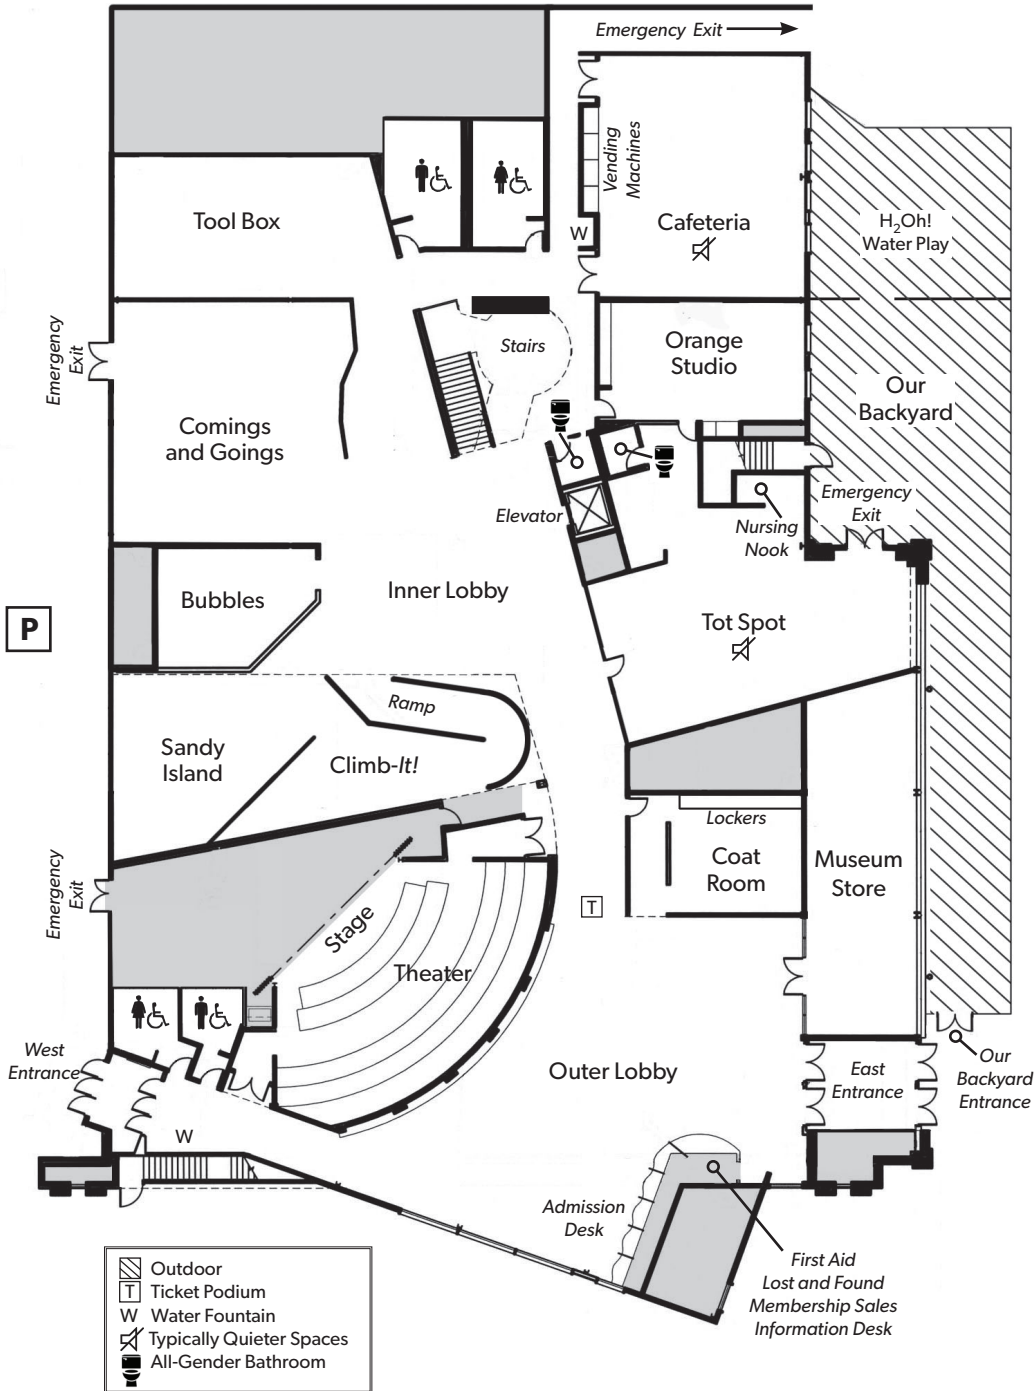 Emergency Exit
Vending
Machines
Tool Box
W
Cafeteria
H₂Oh!
Water Play
Emergency
Exit
Stairs
Orange
Studio
Our
Backyard
Comings
and Goings
Elevator
Nursing
Nook
Emergency
Exit
Bubbles
Inner Lobby
P
Tot Spot
Ramp
Sandy
Island
Climb-It!
Lockers
Coat
Room
Museum
Store
Emergency
Exit
T
Stage
Theater
West
Entrance
Outer Lobby
East
Entrance
Our
Backyard
Entrance
W
Admission
Desk
First Aid
Lost and Found
Membership Sales
Information Desk
Outdoor
T Ticket Podium
W Water Fountain
Typically Quieter Spaces
All-Gender Bathroom